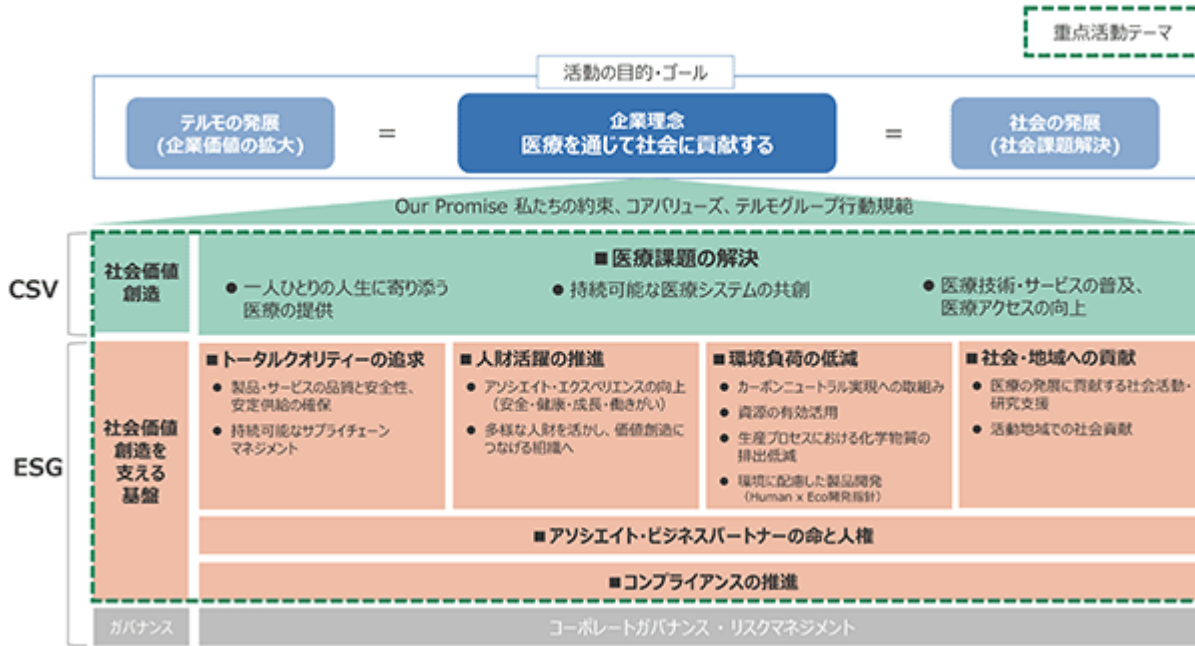 重点活動テーマ
活動の目的・ゴール
テルモの発展
(企業価値の拡大)
=
企業理念
医療を通じて社会に貢献する
=
社会の発展
(社会課題解決)
Our Promise 私たちの約束、コアバリューズ、テルモグループ行動規範
CSV
社会価値
創造
■医療課題の解決
● 一人ひとりの人生に寄り添う
医療の提供
● 持続可能な医療システムの共創
● 医療技術・サービスの普及、
医療アクセスの向上
ESG
社会価値
創造を
支える
基盤
■トータルクオリティーの追求
● 製品・サービスの品質と安全性、
安定供給の確保
● 持続可能なサプライチェーン
マネジメント
■人財活躍の推進
● アソシエイト・エクスペリエンスの向上
（安全・健康・成長・働きがい）
● 多様な人財を活かし、価値創造に
つなげる組織へ
■環境負荷の低減
● カーボンニュートラル実現への取組み
● 資源の有効活用
● 生産プロセスにおける化学物質の
排出低減
● 環境に配慮した製品開発
（Human x Eco開発指針）
■社会・地域への貢献
● 医療の発展に貢献する社会活動・
研究支援
● 活動地域での社会貢献
■アソシエイト・ビジネスパートナーの命と人権
■コンプライアンスの推進
ガバナンス
コーポレートガバナンス・リスクマネジメント